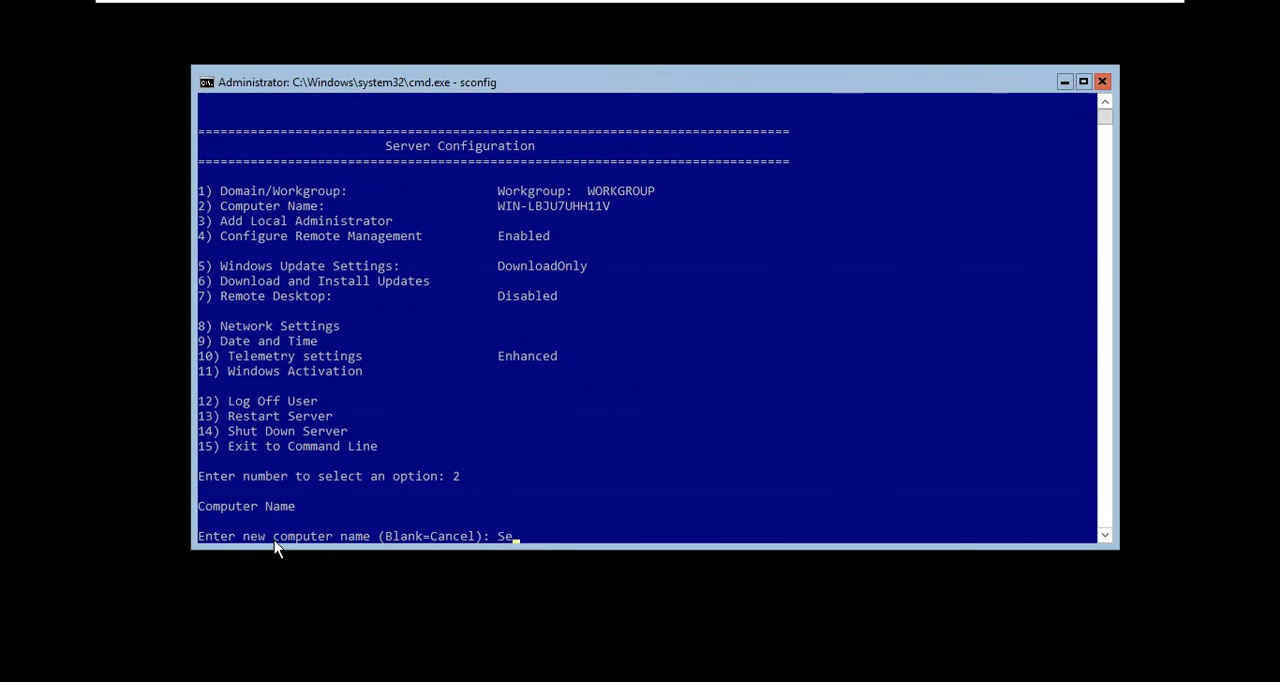 Administrator: C:\Windows\system32\cmd.exe - sconfig
===============================================================================
Server Configuration
===============================================================================
1) Domain/Workgroup: Workgroup: WORKGROUP
2) Computer Name: WIN-LBJU7UHH11V
3) Add Local Administrator
4) Configure Remote Management Enabled
5) Windows Update Settings: DownloadOnly
6) Download and Install Updates
7) Remote Desktop: Disabled
8) Network Settings
9) Date and Time
10) Telemetry settings Enhanced
11) Windows Activation
12) Log Off User
13) Restart Server
14) Shut Down Server
15) Exit to Command Line
Enter number to select an option: 2
Computer Name
Enter new computer name (Blank=Cancel): Se_